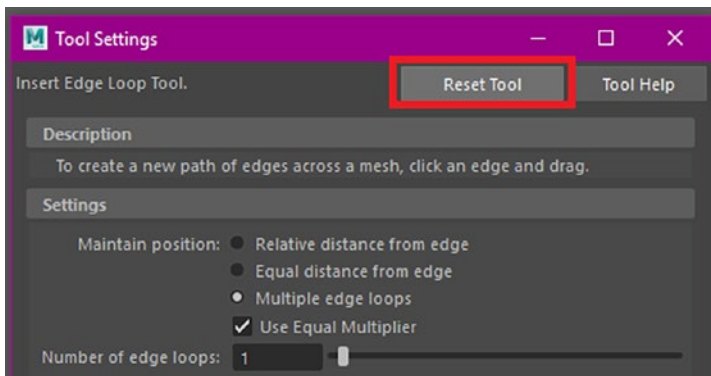 Tool Settings
Insert Edge Loop Tool. Reset Tool Tool Help
Description
To create a new path of edges across a mesh, click an edge and drag.
Settings
Maintain position: Relative distance from edge
Equal distance from edge
Multiple edge loops
Use Equal Multiplier
Number of edge loops: 1